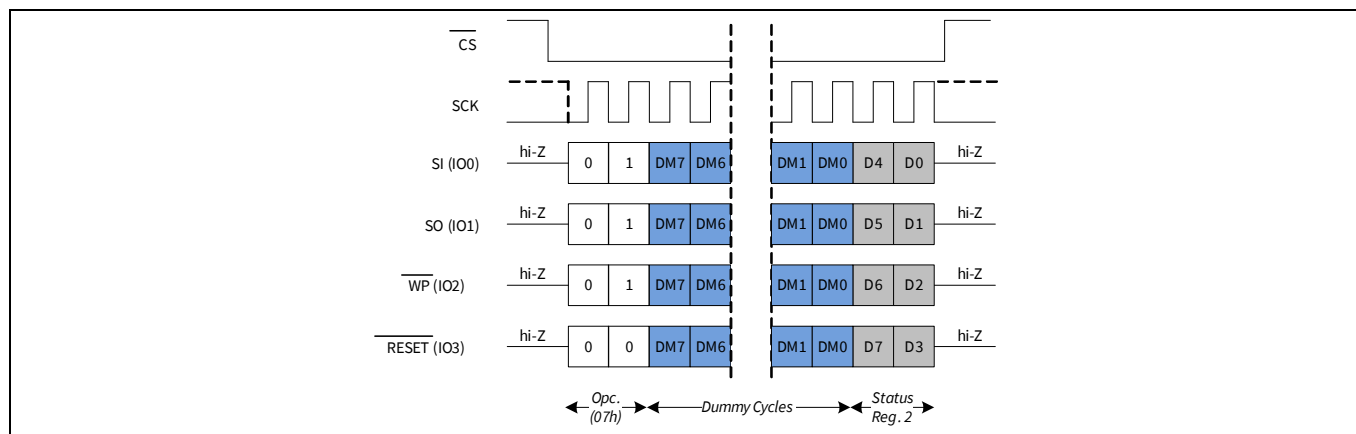 CS
SCK
SI (IO0) hi-Z 0 1 DM7 DM6 DM1 DM0 D4 D0 hi-Z
SO (IO1) hi-Z 0 1 DM7 DM6 DM1 DM0 D5 D1 hi-Z
WP (IO2) hi-Z 0 1 DM7 DM6 DM1 DM0 D6 D2 hi-Z
RESET (IO3) hi-Z 0 0 DM7 DM6 DM1 DM0 D7 D3 hi-Z
Opc. Status
(07h) Dummy Cycles Reg. 2